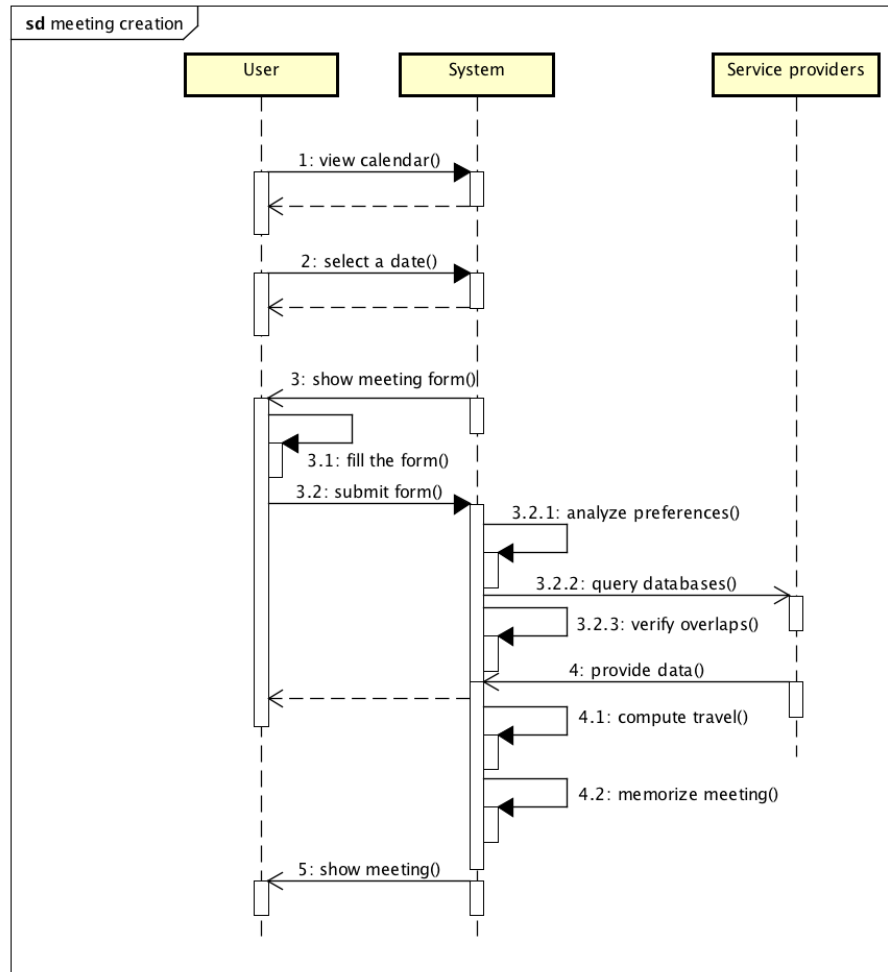 sd meeting creation
User
System
Service providers
1: view calendar()
2: select a date()
3: show meeting form()
3.1: fill the form()
3.2: submit form()
3.2.1: analyze preferences()
3.2.2: query databases()
3.2.3: verify overlaps()
4: provide data()
4.1: compute travel()
4.2: memorize meeting()
5: show meeting()